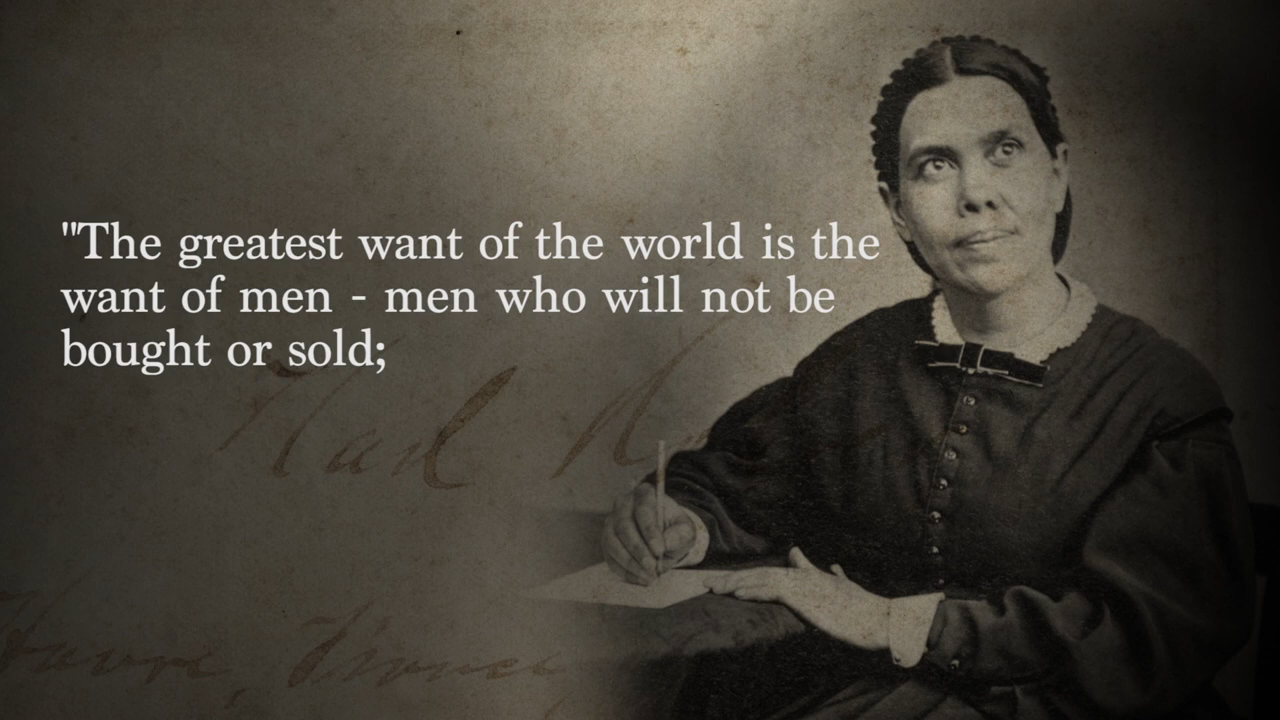 "The greatest want of the world is the
want of men - men who will not be
bought or sold;